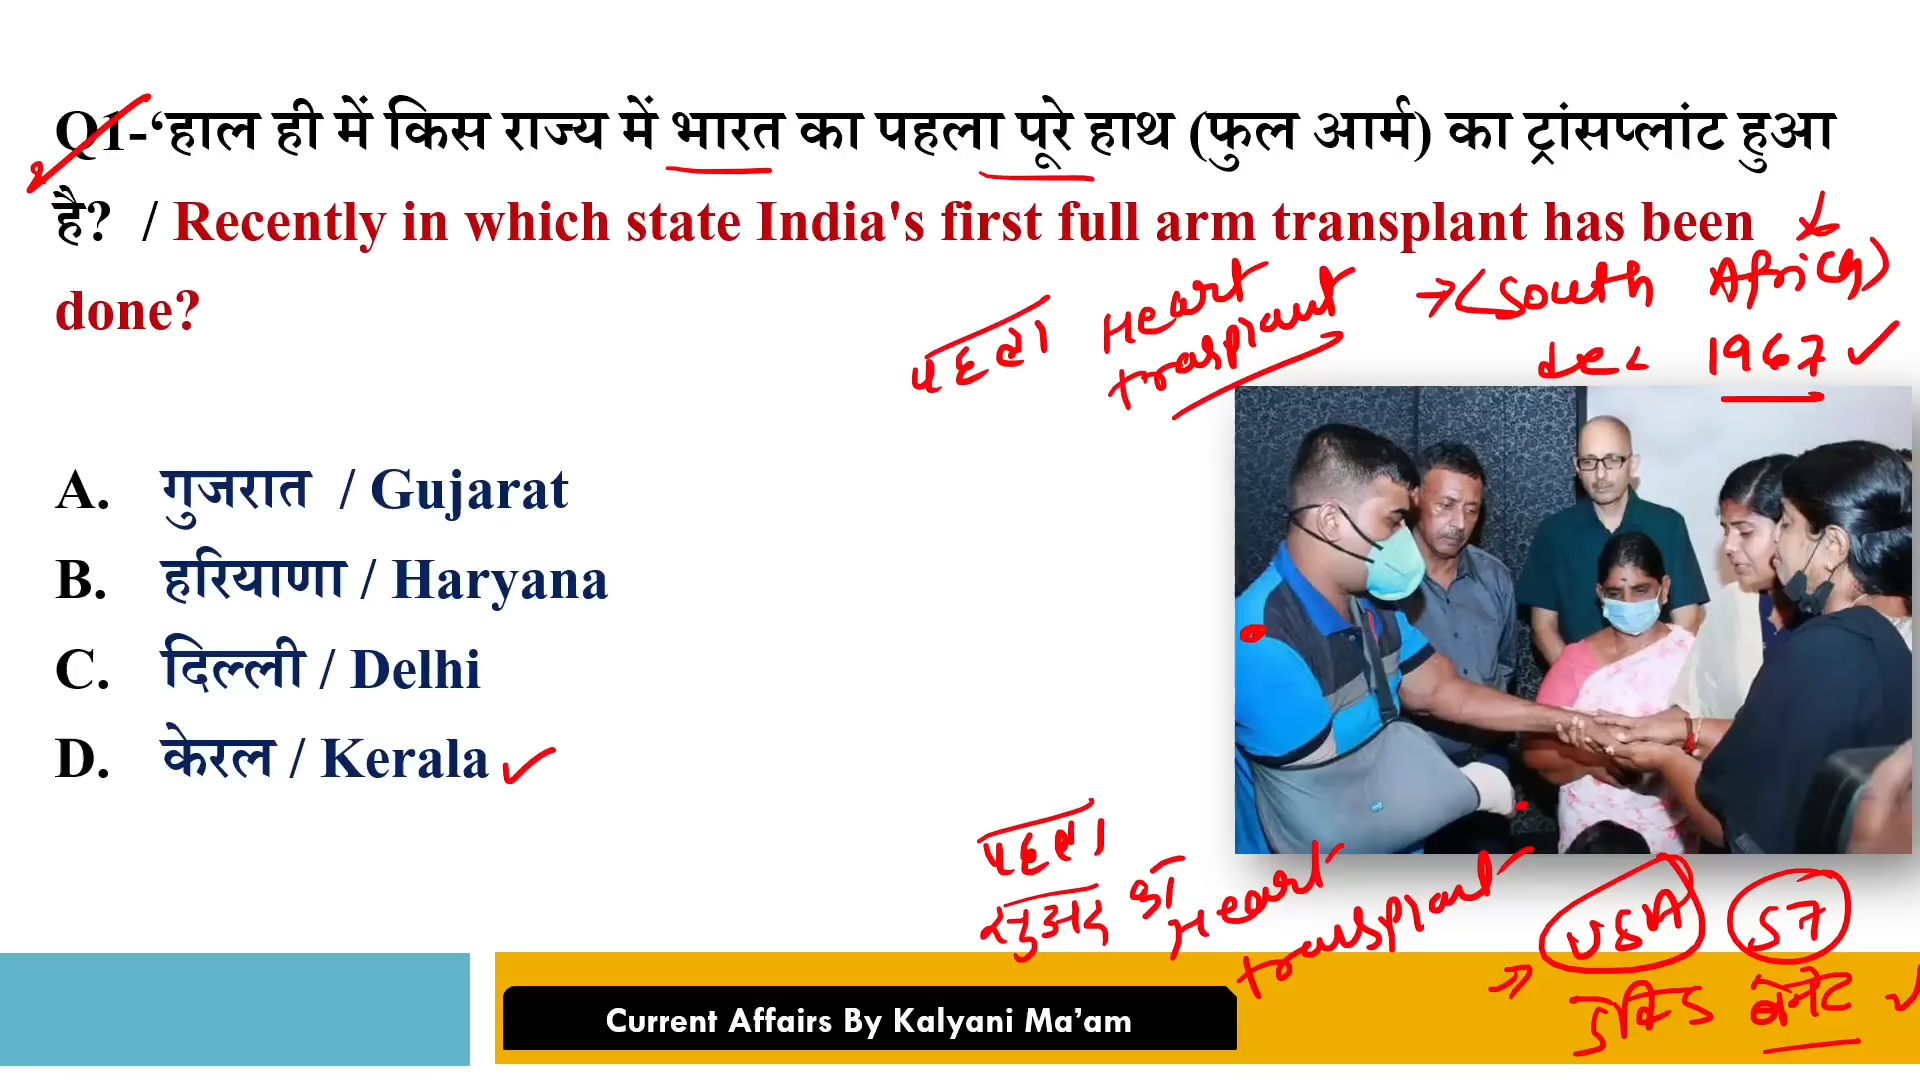 Q1-‘हाल ही में किस राज्य में भारत का पहला पूरे हाथ (फुल आर्म) का ट्रांसप्लांट हुआ
है? / Recently in which state India's first full arm transplant has been
done?
पहला Heart
trasplant
→ (South Africa)
dec 1967 ✓
A. गुजरात / Gujarat
B. हरियाणा / Haryana
C. दिल्ली / Delhi
D. केरल / Kerala ✓
पहला
सुअर का Heart
transplant
→ USA 57
डेविड बेनेट ✓
Current Affairs By Kalyani Ma’am